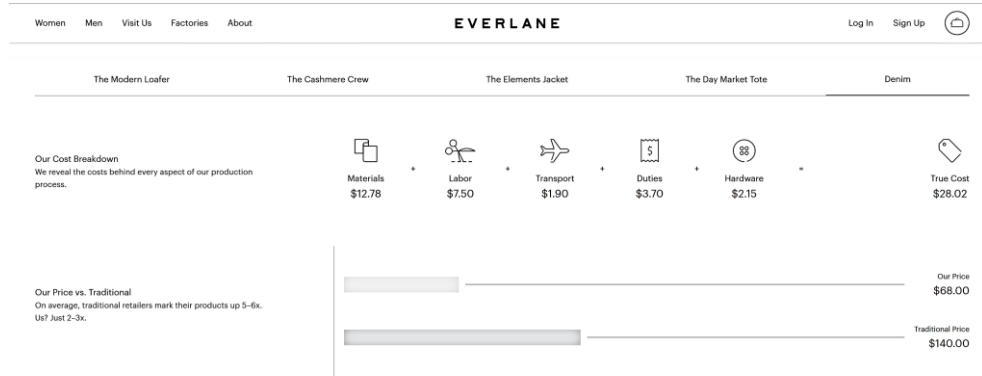 Women Men Visit Us Factories About EVERLANE Log In Sign Up
The Modern Loafer The Cashmere Crew The Elements Jacket The Day Market Tote Denim
Our Cost Breakdown
We reveal the costs behind every aspect of our production
process.
Materials + Labor + Transport + Duties + Hardware = True Cost
$12.78 $7.50 $1.90 $3.70 $2.15 $28.02
Our Price vs. Traditional
On average, traditional retailers mark their products up 5–6x.
Us? Just 2–3x.
Our Price
$68.00
Traditional Price
$140.00